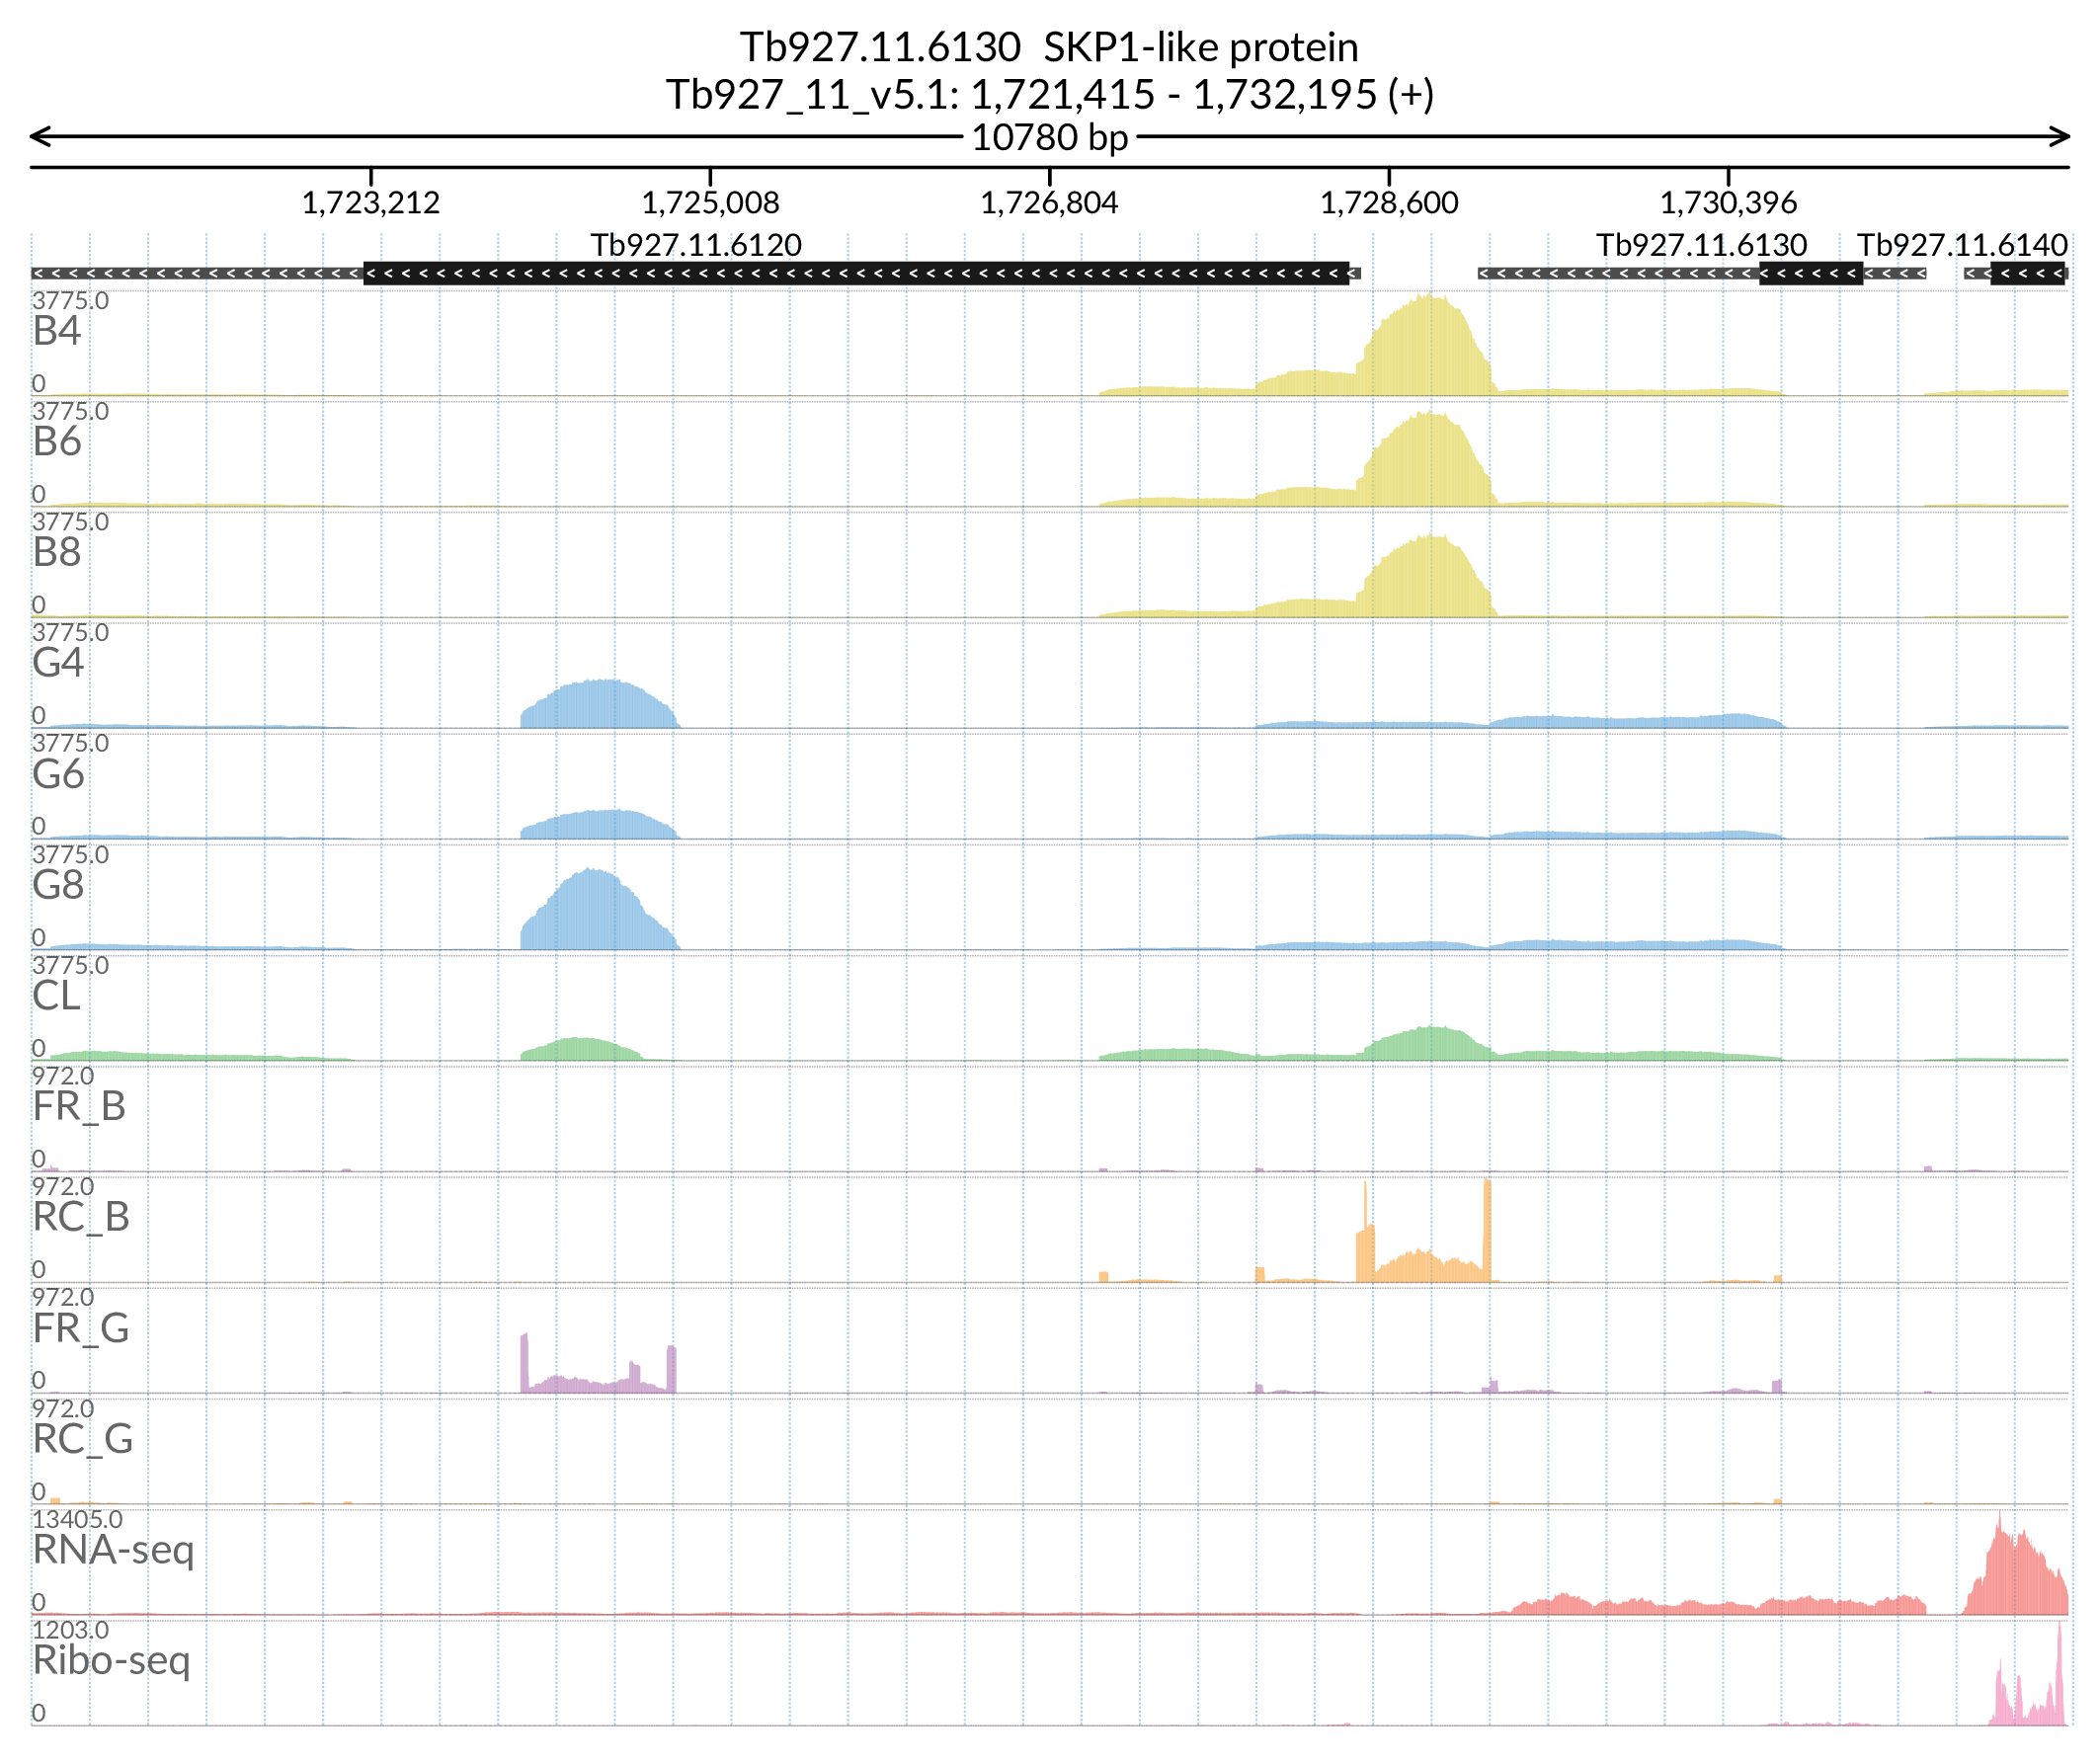 Tb927.11.6130  SKP1-like protein
Tb927_11_v5.1: 1,721,415 - 1,732,195 (+)
10780 bp
1,723,212 1,725,008 1,726,804 1,728,600 1,730,396
Tb927.11.6120 Tb927.11.6130 Tb927.11.6140
3775.0
B4
0
3775.0
B6
0
3775.0
B8
0
3775.0
G4
0
3775.0
G6
0
3775.0
G8
0
3775.0
CL
0
972.0
FR_B
0
972.0
RC_B
0
972.0
FR_G
0
972.0
RC_G
0
13405.0
RNA-seq
0
1203.0
Ribo-seq
0